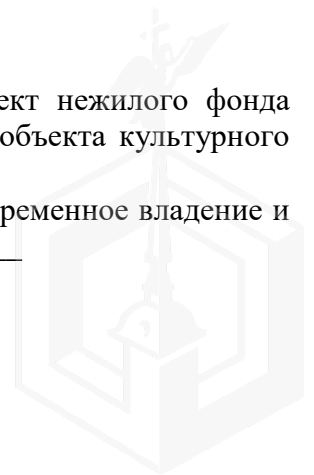 ект нежилого фонда
объекта культурного
ременное владение и